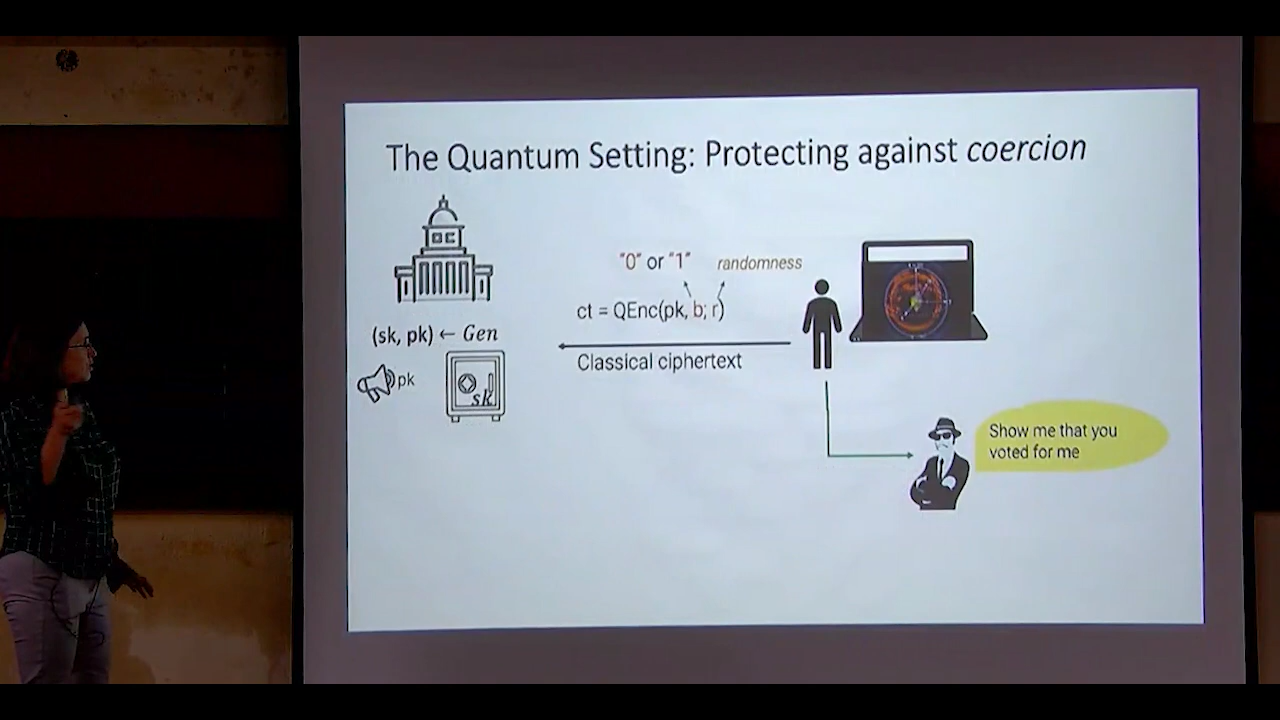 The Quantum Setting: Protecting against coercion
"0" or "1" randomness
ct = QEnc(pk, b; r)
Classical ciphertext
(sk, pk) ← Gen
pk
sk
Show me that you
voted for me